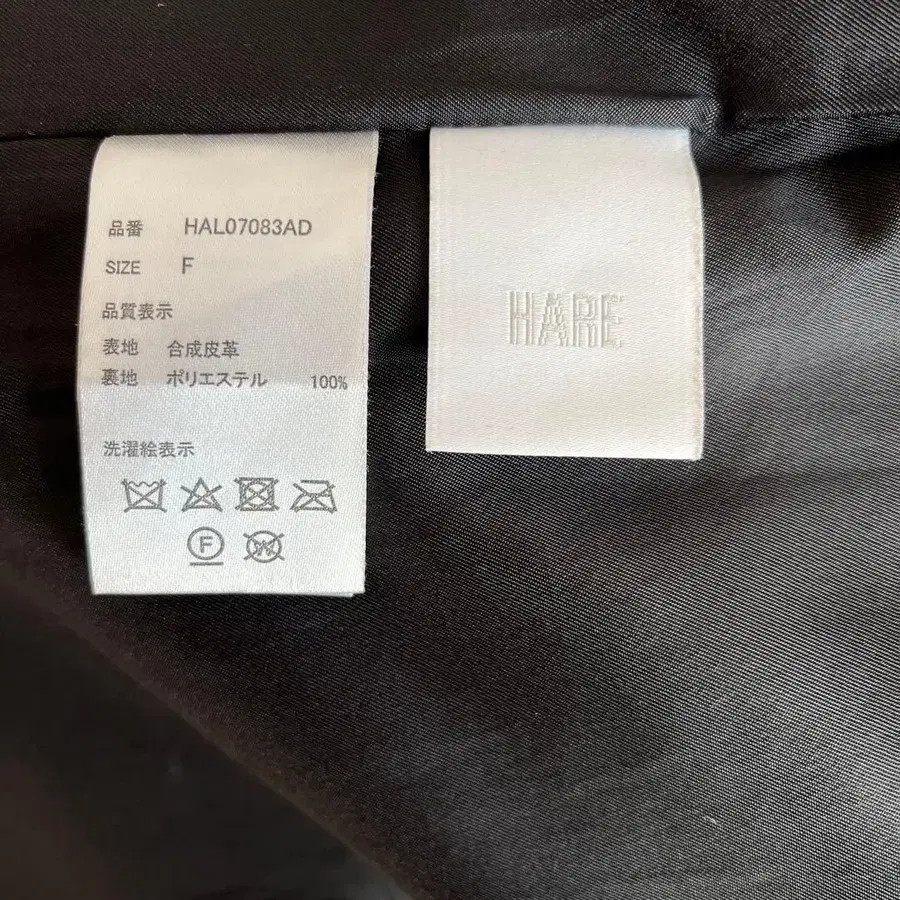 品番 HAL07083AD
SIZE F
品質表示
表地 合成皮革
裏地 ポリエステル 100%
洗濯絵表示
F W
HARE